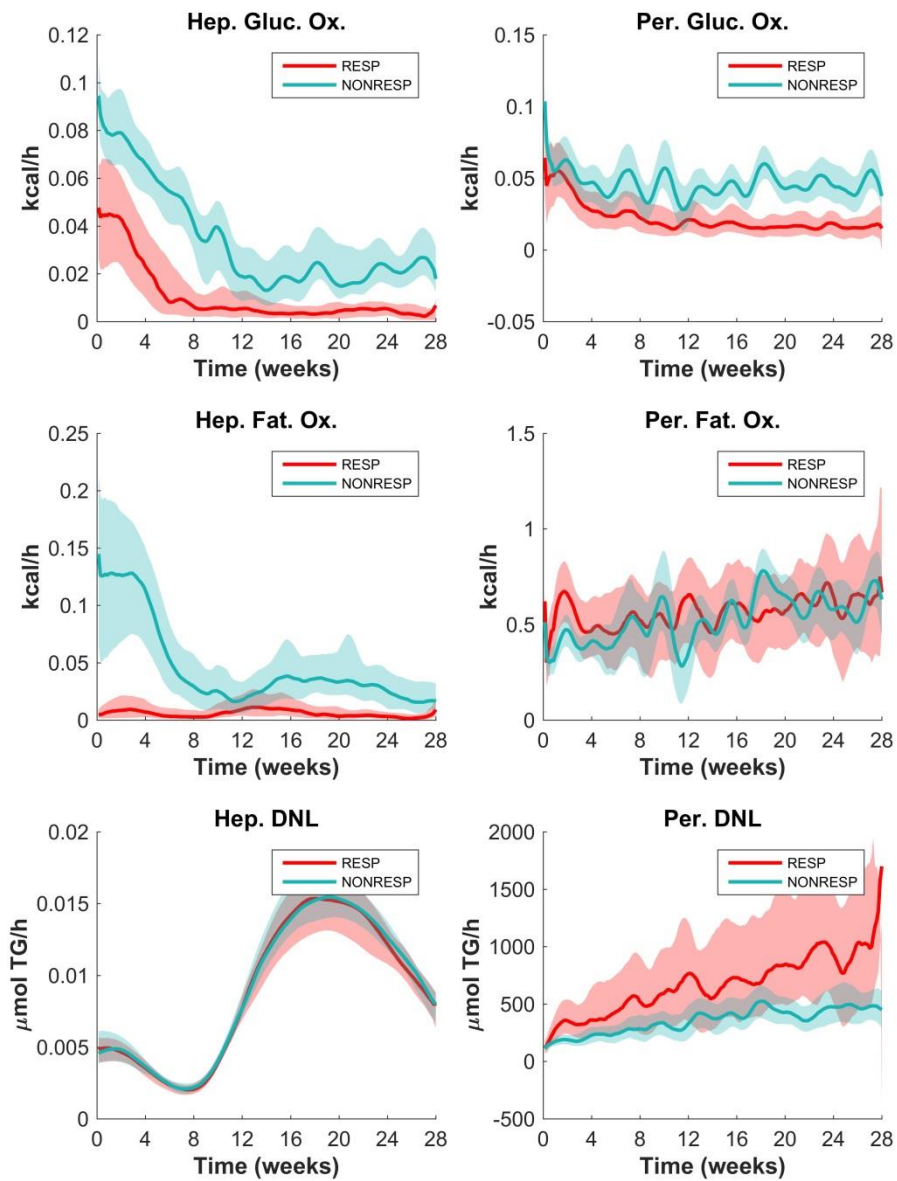 Hep. Gluc. Ox.
kcal/h
0.12
0.1
0.08
0.06
0.04
0.02
0
RESP
NONRESP
0 4 8 12 16 20 24 28
Time (weeks)
Per. Gluc. Ox.
kcal/h
0.15
0.1
0.05
0
-0.05
RESP
NONRESP
0 4 8 12 16 20 24 28
Time (weeks)
Hep. Fat. Ox.
kcal/h
0.25
0.2
0.15
0.1
0.05
0
RESP
NONRESP
0 4 8 12 16 20 24 28
Time (weeks)
Per. Fat. Ox.
kcal/h
1.5
1
0.5
0
RESP
NONRESP
0 4 8 12 16 20 24 28
Time (weeks)
Hep. DNL
μmol TG/h
0.02
0.015
0.01
0.005
0
RESP
NONRESP
0 4 8 12 16 20 24 28
Time (weeks)
Per. DNL
μmol TG/h
2000
1500
1000
500
0
-500
RESP
NONRESP
0 4 8 12 16 20 24 28
Time (weeks)